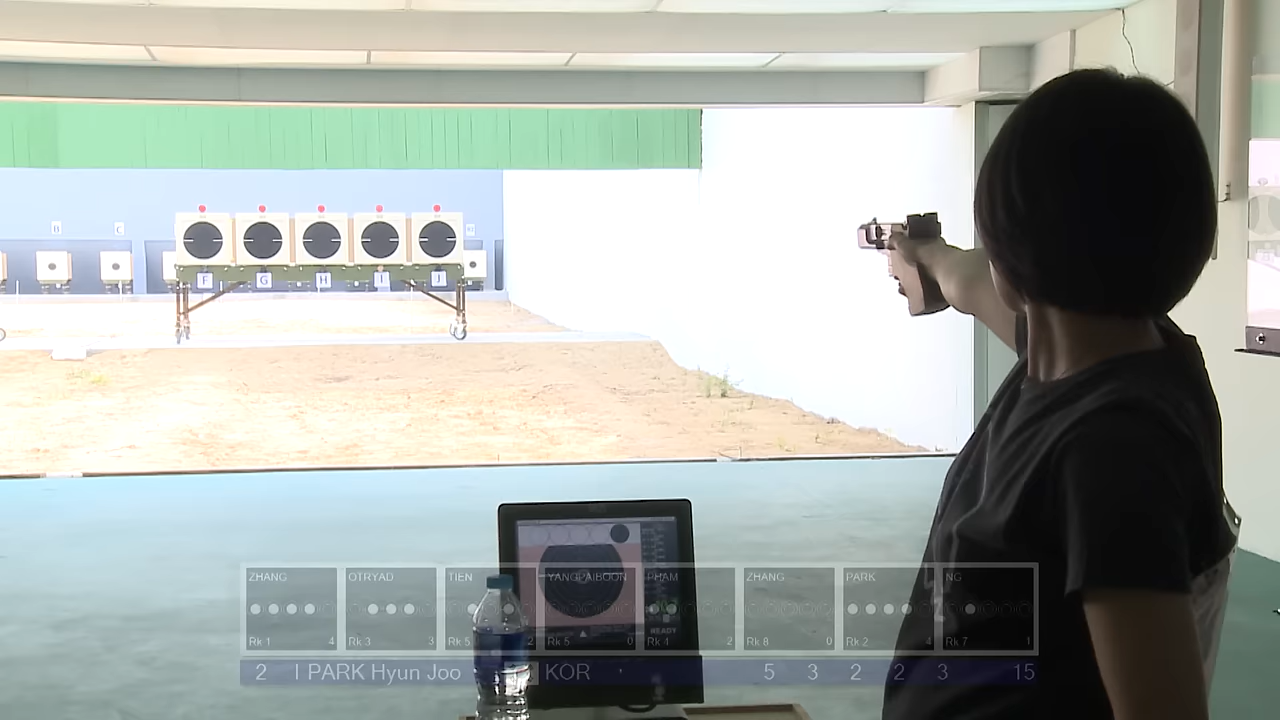 F G H I J
ZHANG OTRYAD TIEN YANGPAIBOON PHAM ZHANG PARK NG
Rk 1 4 Rk 3 3 Rk 5 2 Rk 5 0 Rk 4 2 Rk 8 0 Rk 2 4 Rk 7 1
READY
2 I PARK Hyun Joo KOR 5 3 2 2 3 15